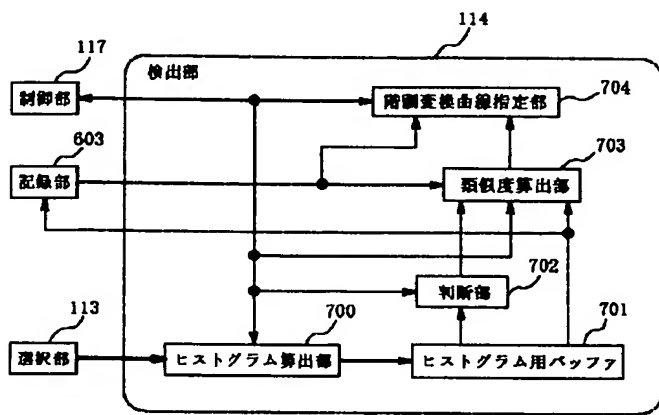 114
117
検出部
制御部
階調変換曲線指定部
704
603
703
記録部
類似度算出部
702
判断部
113
700
701
選択部
ヒストグラム算出部
ヒストグラム用バッファ